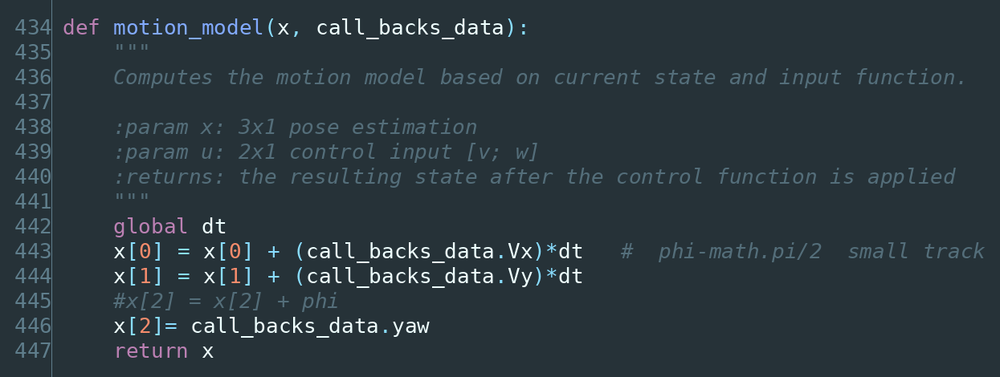 434 def motion_model(x, call_backs_data):
435     """
436     Computes the motion model based on current state and input function.
437
438     :param x: 3x1 pose estimation
439     :param u: 2x1 control input [v; w]
440     :returns: the resulting state after the control function is applied
441     """
442     global dt
443     x[0] = x[0] + (call_backs_data.Vx)*dt   #  phi-math.pi/2  small track
444     x[1] = x[1] + (call_backs_data.Vy)*dt
445     #x[2] = x[2] + phi
446     x[2]= call_backs_data.yaw
447     return x